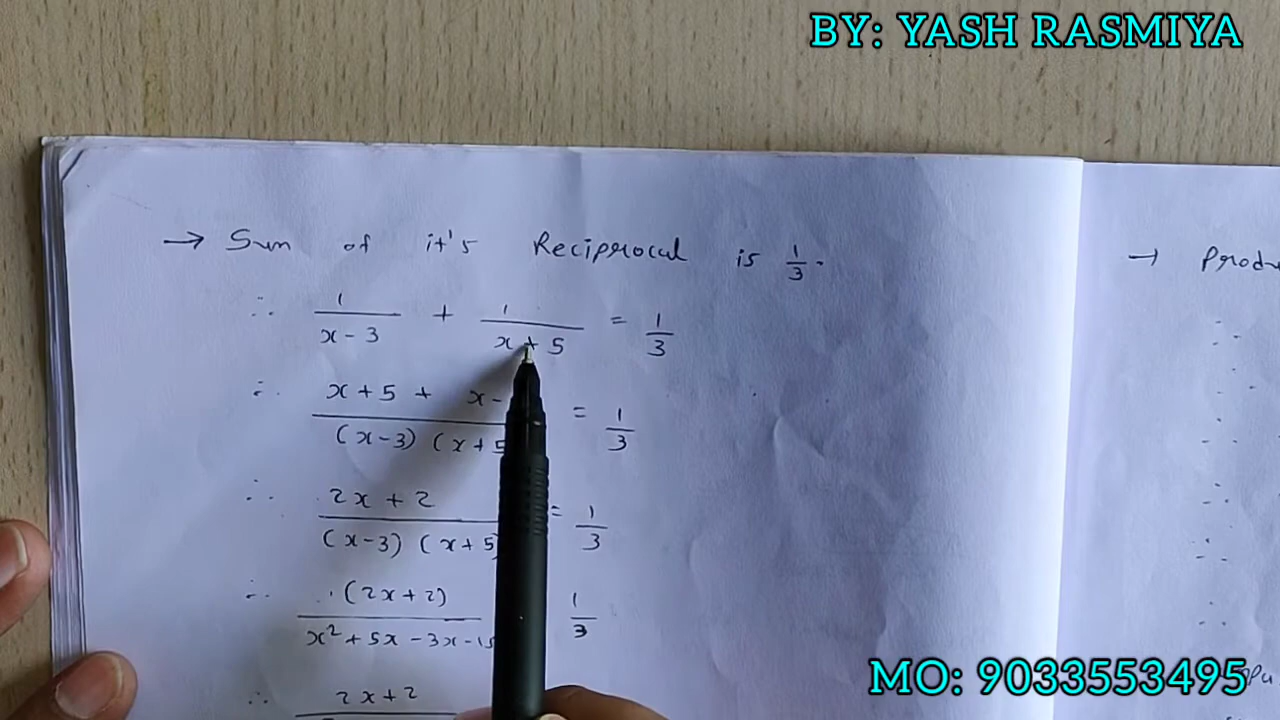 BY: YASH RASMIYA
→ Sum of it's Reciprocal is 1/3.
→ Produ
∴ 1/(x-3) + 1/(x+5) = 1/3
∴ (x+5 + x-)/((x-3) (x+5) = 1/3
∴ (2x+2)/((x-3) (x+5) = 1/3
∴ (2x+2)/(x²+5x-3x-15) 1/3
∴ 2x+2
MO: 9033553495